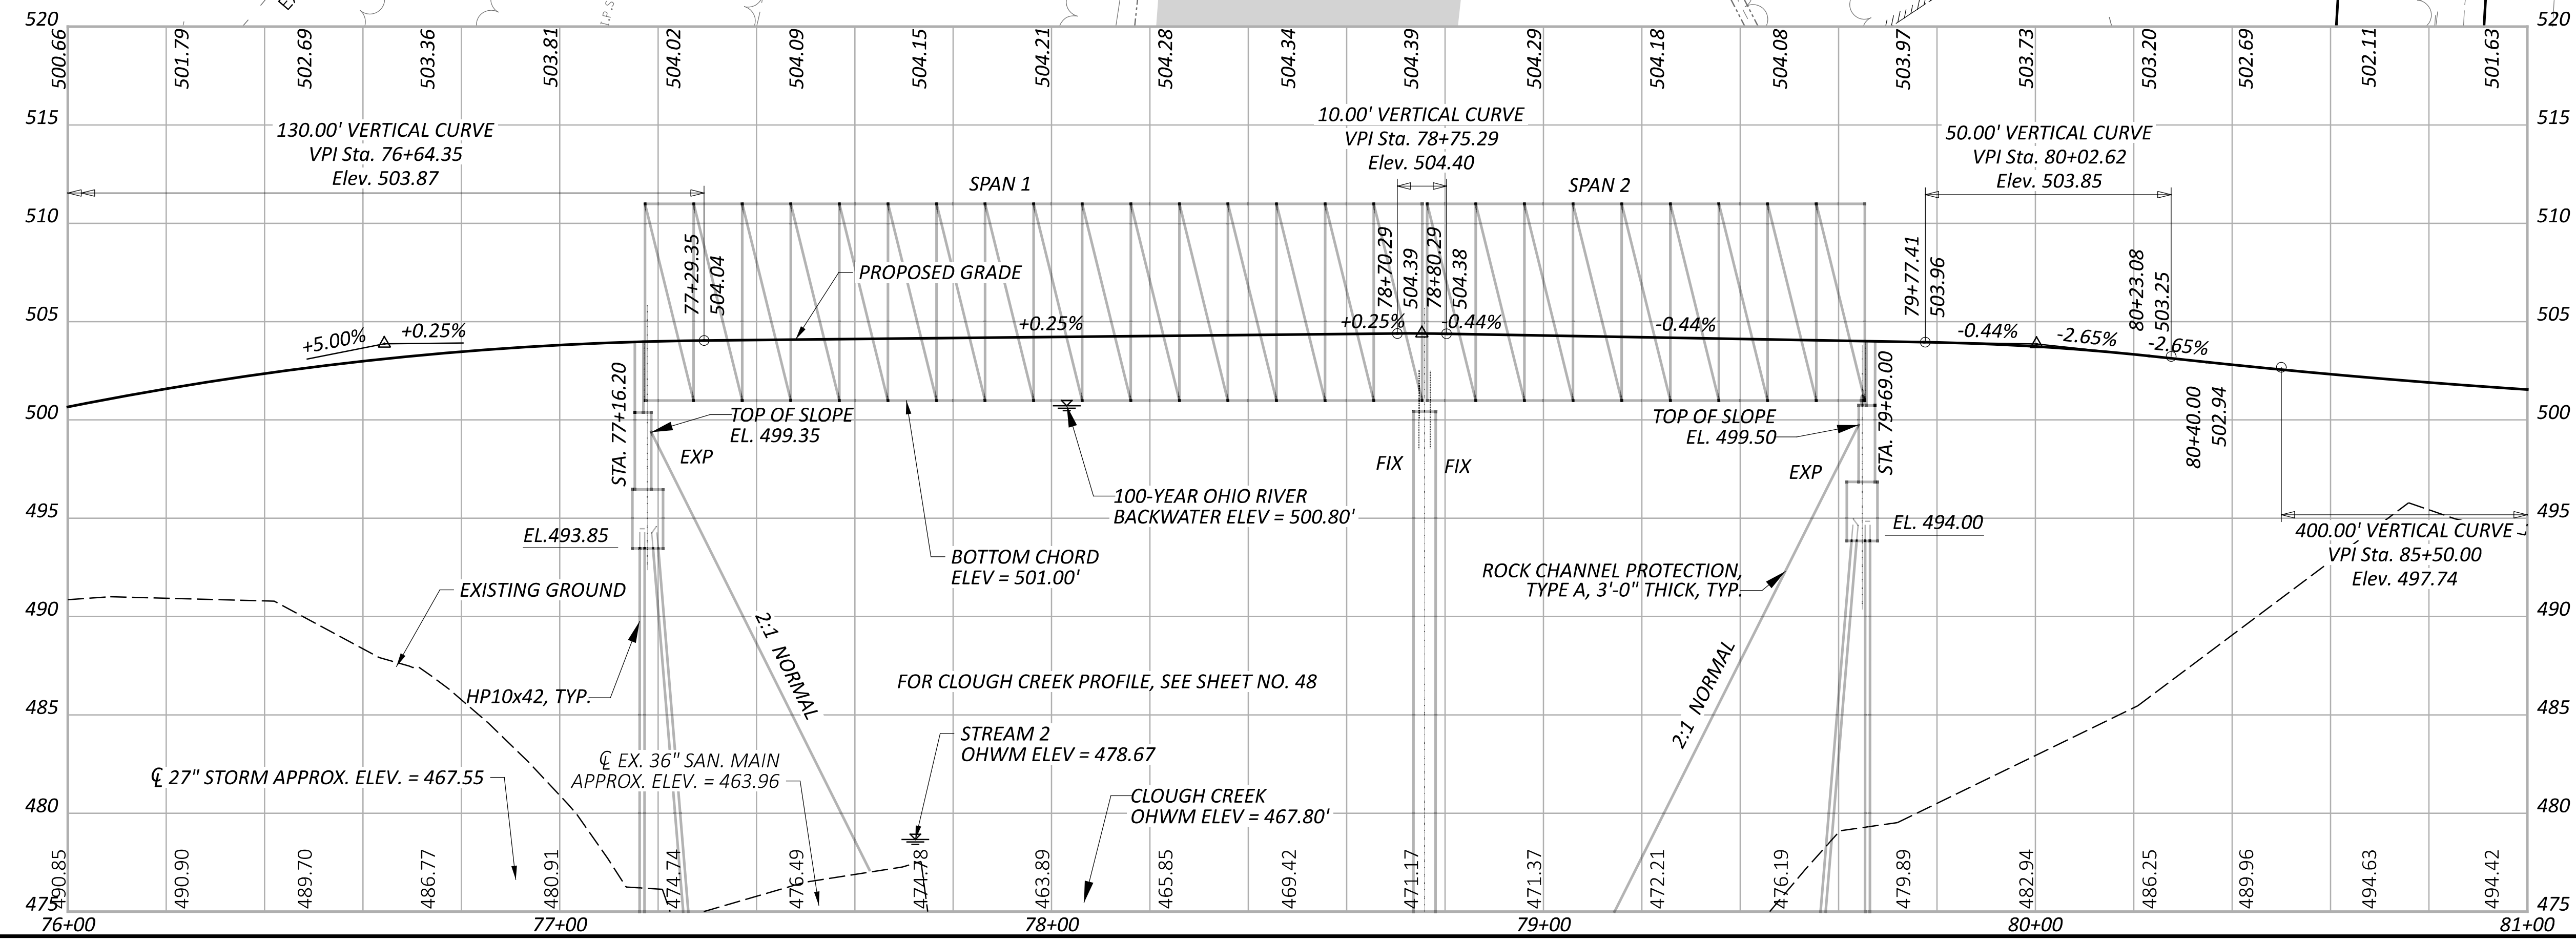 I.P.S
520
520
500.66
501.79
502.69
503.36
503.81
504.02
504.09
504.15
504.21
504.28
504.34
504.39
504.29
504.18
504.08
503.97
503.73
503.20
502.69
502.11
501.63
515
515
130.00' VERTICAL CURVE
VPI Sta. 76+64.35
Elev. 503.87
10.00' VERTICAL CURVE
VPI Sta. 78+75.29
Elev. 504.40
50.00' VERTICAL CURVE
VPI Sta. 80+02.62
Elev. 503.85
SPAN 1
SPAN 2
510
510
77+29.35
504.04
PROPOSED GRADE
78+70.29
504.39
78+80.29
504.38
79+77.41
503.96
80+23.08
503.25
505
505
+5.00%
+0.25%
+0.25%
+0.25%
-0.44%
-0.44%
-0.44%
-2.65%
-2.65%
500
500
STA. 77+16.20
TOP OF SLOPE
EL. 499.35
EXP
FIX
FIX
TOP OF SLOPE
EL. 499.50
EXP
STA. 79+69.00
80+40.00
502.94
100-YEAR OHIO RIVER
BACKWATER ELEV = 500.80'
495
495
EL.493.85
EL. 494.00
BOTTOM CHORD
ELEV = 501.00'
400.00' VERTICAL CURVE
VPI Sta. 85+50.00
Elev. 497.74
EXISTING GROUND
ROCK CHANNEL PROTECTION,
TYPE A, 3'-0" THICK, TYP.
490
490
2:1 NORMAL
2:1 NORMAL
HP10x42, TYP.
FOR CLOUGH CREEK PROFILE, SEE SHEET NO. 48
485
485
STREAM 2
OHWM ELEV = 478.67
℄ 27" STORM APPROX. ELEV. = 467.55
℄ EX. 36" SAN. MAIN
APPROX. ELEV. = 463.96
CLOUGH CREEK
OHWM ELEV = 467.80'
480
480
490.85
490.90
489.70
486.77
480.91
474.74
476.49
474.78
463.89
465.85
469.42
471.17
471.37
472.21
476.19
479.89
482.94
486.25
489.96
494.63
494.42
475
475
76+00
77+00
78+00
79+00
80+00
81+00